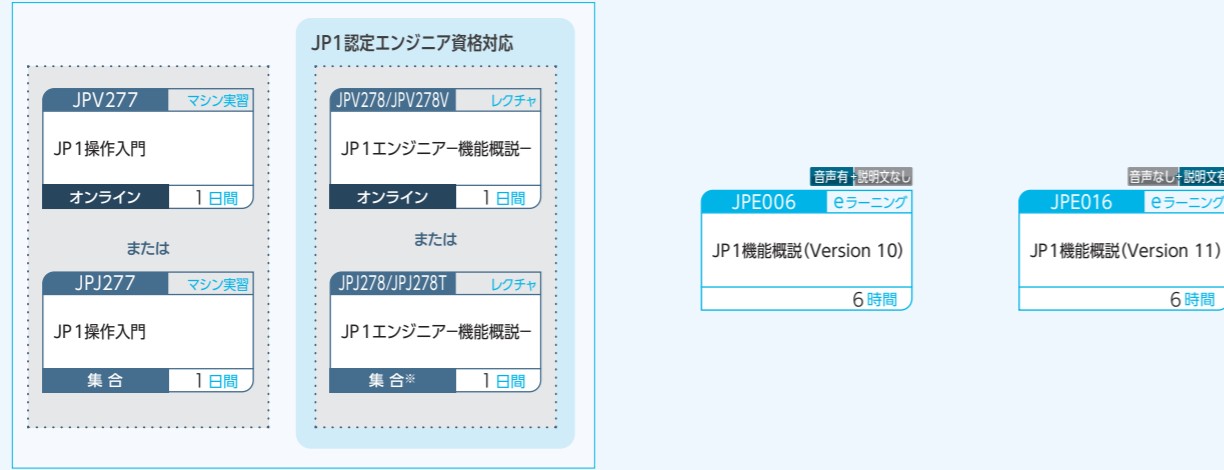 JP1認定エンジニア資格対応
JPV277 マシン実習
JP1操作入門
オンライン 1日間
または
JPJ277 マシン実習
JP1操作入門
集合 1日間
JPV278/JPV278V レクチャ
JP1エンジニアー機能概説ー
オンライン 1日間
または
JPJ278/JPJ278T レクチャ
JP1エンジニアー機能概説ー
集合※ 1日間
音声有 説明文なし
JPE006 eラーニング
JP1機能概説(Version 10)
6時間
音声なし 説明文有
JPE016 eラーニング
JP1機能概説(Version 11)
6時間